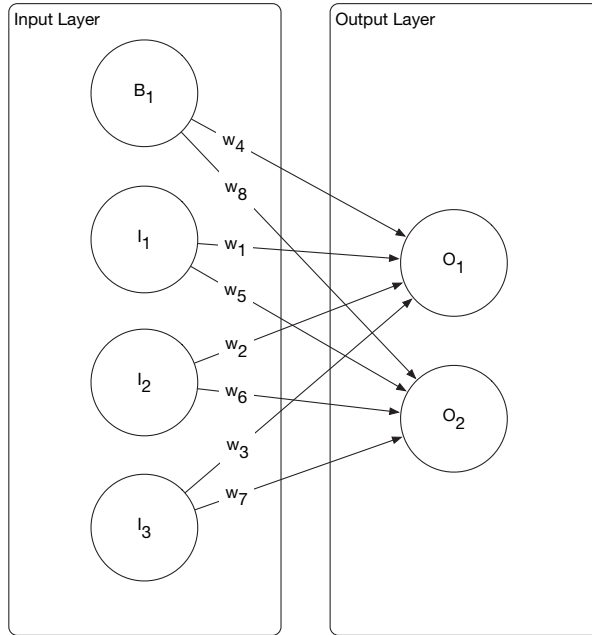 Input Layer
Output Layer
B₁
w₄
w₈
I₁
w₁
O₁
w₅
w₂
I₂
w₆
O₂
w₃
w₇
I₃